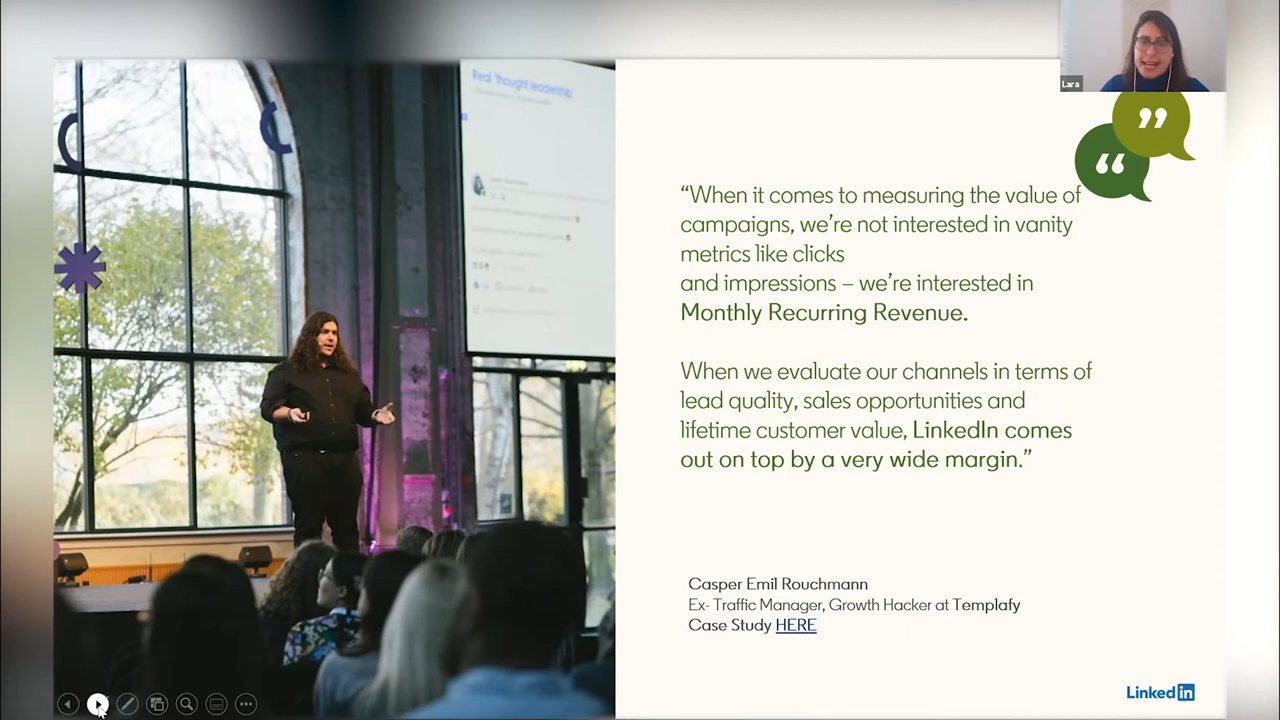 Lara
Real thought leadership
“When it comes to measuring the value of
campaigns, we’re not interested in vanity
metrics like clicks
and impressions – we’re interested in
Monthly Recurring Revenue.
When we evaluate our channels in terms of
lead quality, sales opportunities and
lifetime customer value, LinkedIn comes
out on top by a very wide margin.”
Casper Emil Rouchmann
Ex- Traffic Manager, Growth Hacker at Templafy
Case Study HERE
Linked in